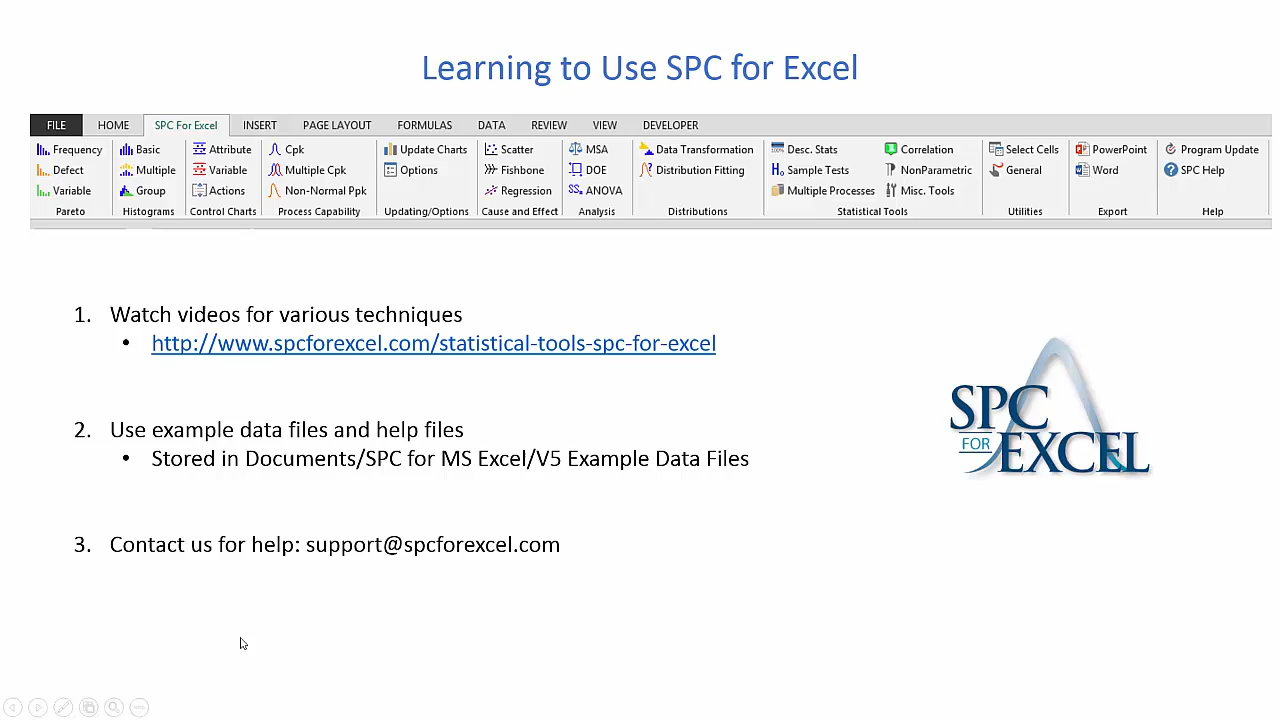 Learning to Use SPC for Excel
FILE HOME SPC For Excel INSERT PAGE LAYOUT FORMULAS DATA REVIEW VIEW DEVELOPER
Frequency Basic Attribute Cpk Update Charts Scatter MSA Data Transformation Desc. Stats Correlation Select Cells PowerPoint Program Update
Defect Multiple Variable Multiple Cpk Options Fishbone DOE Distribution Fitting Sample Tests NonParametric General Word SPC Help
Variable Group Actions Non-Normal Ppk Regression ANOVA Multiple Processes Misc. Tools
Pareto Histograms Control Charts Process Capability Updating/Options Cause and Effect Analysis Distributions Statistical Tools Utilities Export Help
1. Watch videos for various techniques
• http://www.spcforexcel.com/statistical-tools-spc-for-excel
2. Use example data files and help files
• Stored in Documents/SPC for MS Excel/V5 Example Data Files
3. Contact us for help: support@spcforexcel.com
SPC
FOR EXCEL